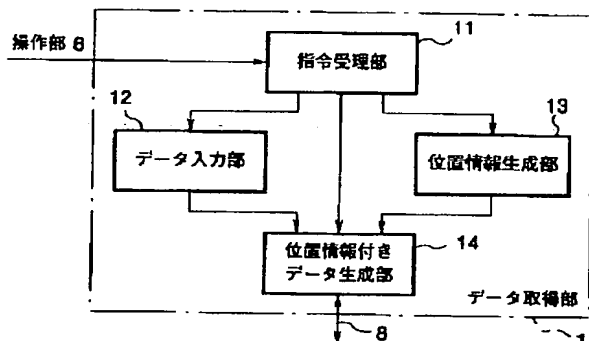 操作部 8
11
指令受理部
12
13
データ入力部
位置情報生成部
位置情報付き
データ生成部
14
データ取得部
8
1